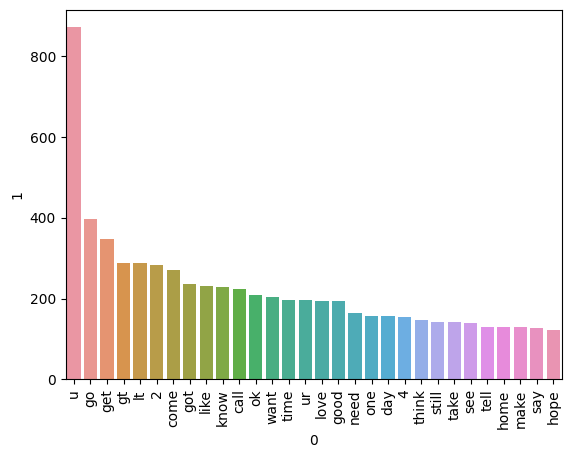 800
600
400
200
0
1
u
go
get
gt
lt
2
come
got
like
know
call
ok
want
time
ur
love
good
need
one
day
4
think
still
take
see
tell
home
make
say
hope
0